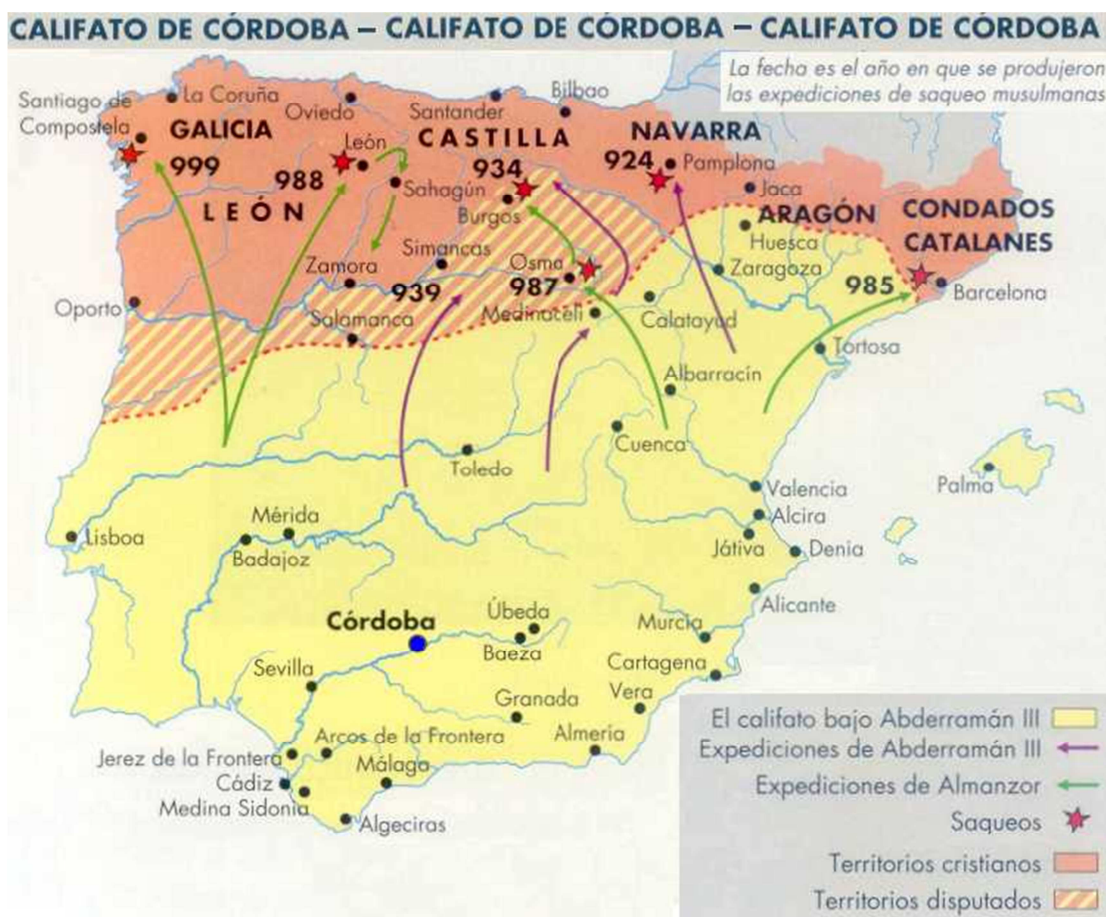 CALIFATO DE CÓRDOBA – CALIFATO DE CÓRDOBA – CALIFATO DE CÓRDOBA
La fecha es el año en que se produjeron
las expediciones de saqueo musulmanas
Santiago de
Compostela
La Coruña
Oviedo
Santander
Bilbao
GALICIA
999
León
988
LEÓN
Sahagún
CASTILLA
934
Burgos
NAVARRA
924
Pamplona
Jaca
ARAGÓN
Huesca
CONDADOS
CATALANES
985
Barcelona
Simancas
Zamora
939
Osma
987
Medinaceli
Zaragoza
Calatayud
Oporto
Salamanca
Tortosa
Albarracín
Cuenca
Toledo
Palma
Valencia
Alcira
Játiva
Denia
Lisboa
Mérida
Badajoz
Alicante
Córdoba
Úbeda
Baeza
Murcia
Cartagena
Sevilla
Granada
Vera
Almería
Jerez de la Frontera
Arcos de la Frontera
Cádiz
Málaga
Medina Sidonia
Algeciras
El califato bajo Abderramán III
Expediciones de Abderramán III
Expediciones de Almanzor
Saqueos
Territorios cristianos
Territorios disputados